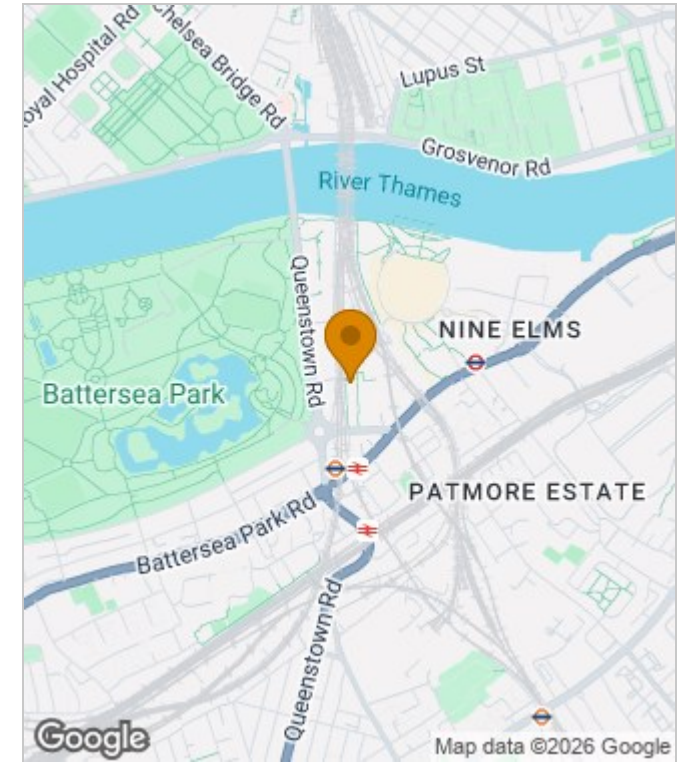 Royal Hospital Rd
Chelsea Bridge Rd
Lupus St
Grosvenor Rd
River Thames
Queenstown Rd
NINE ELMS
Battersea Park
PATMORE ESTATE
Battersea Park Rd
Queenstown Rd
Google
Map data ©2026 Google